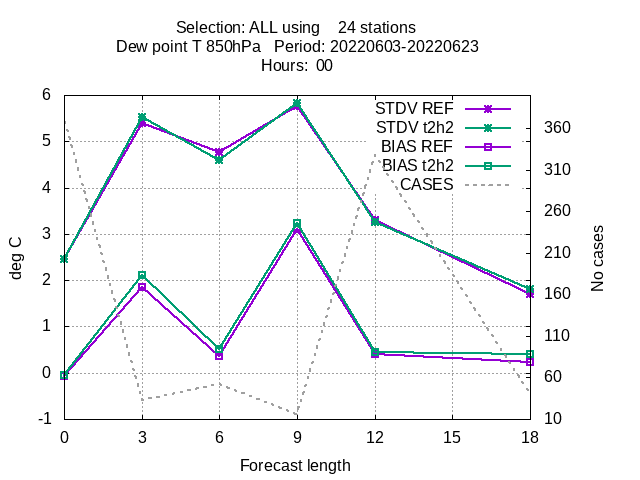 Selection: ALL using    24 stations
Dew point T 850hPa   Period: 20220603-20220623
Hours:  00
STDV REF
STDV t2h2
BIAS REF
BIAS t2h2
CASES
deg C
6
5
4
3
2
1
0
-1
No cases
360
310
260
210
160
110
60
10
0 3 6 9 12 15 18
Forecast length